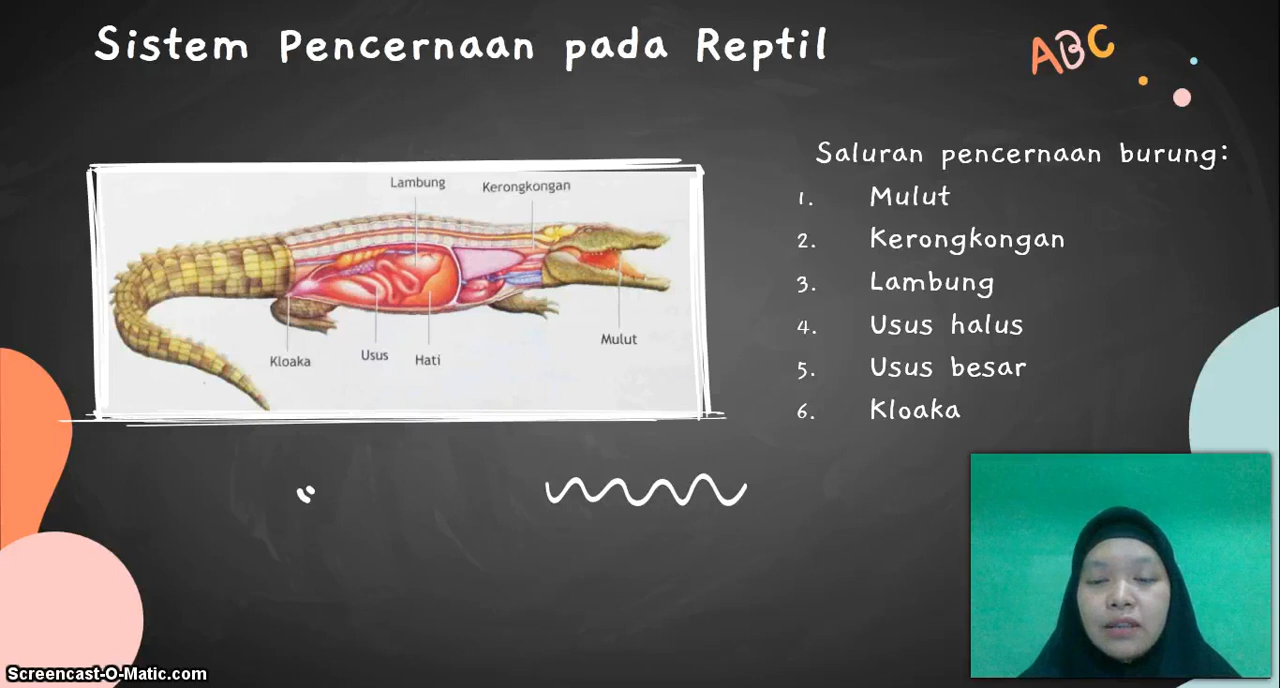 Sistem Pencernaan pada Reptil
ABC
Lambung
Kerongkongan
Kloaka
Usus
Hati
Mulut
Saluran pencernaan burung:
1. Mulut
2. Kerongkongan
3. Lambung
4. Usus halus
5. Usus besar
6. Kloaka
Screencast-O-Matic.com